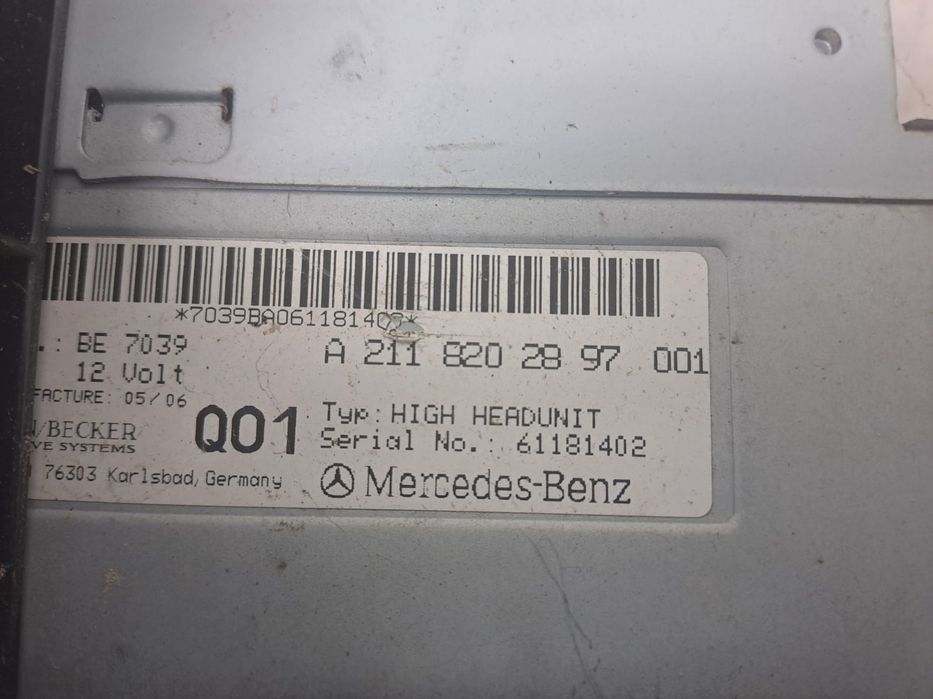 *7039BA061181402*
.: BE 7039
A 211 820 28 97 001
12 Volt
FACTURE: 05/06
Q01
Typ: HIGH HEADUNIT
/BECKER
Serial No.: 61181402
VE SYSTEMS
76303 Karlsbad, Germany
Mercedes-Benz